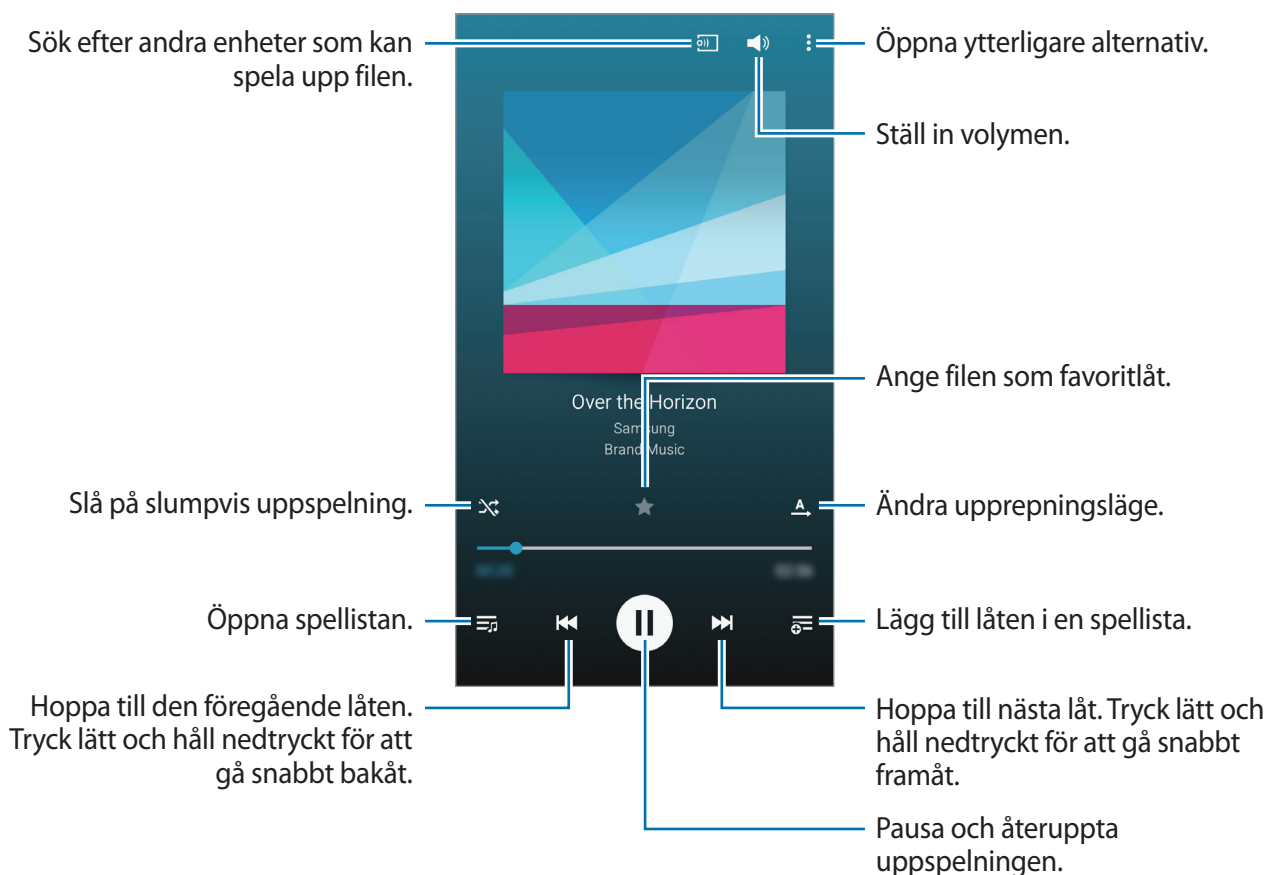 Sök efter andra enheter som kan
spela upp filen.
Öppna ytterligare alternativ.
Ställ in volymen.
Ange filen som favoritlåt.
Over the Horizon
Samsung
Brand Music
Slå på slumpvis uppspelning.
A
Ändra upprepningsläge.
Öppna spellistan.
Lägg till låten i en spellista.
Hoppa till den föregående låten.
Tryck lätt och håll nedtryckt för att
gå snabbt bakåt.
Hoppa till nästa låt. Tryck lätt och
håll nedtryckt för att gå snabbt
framåt.
Pausa och återuppta
uppspelningen.